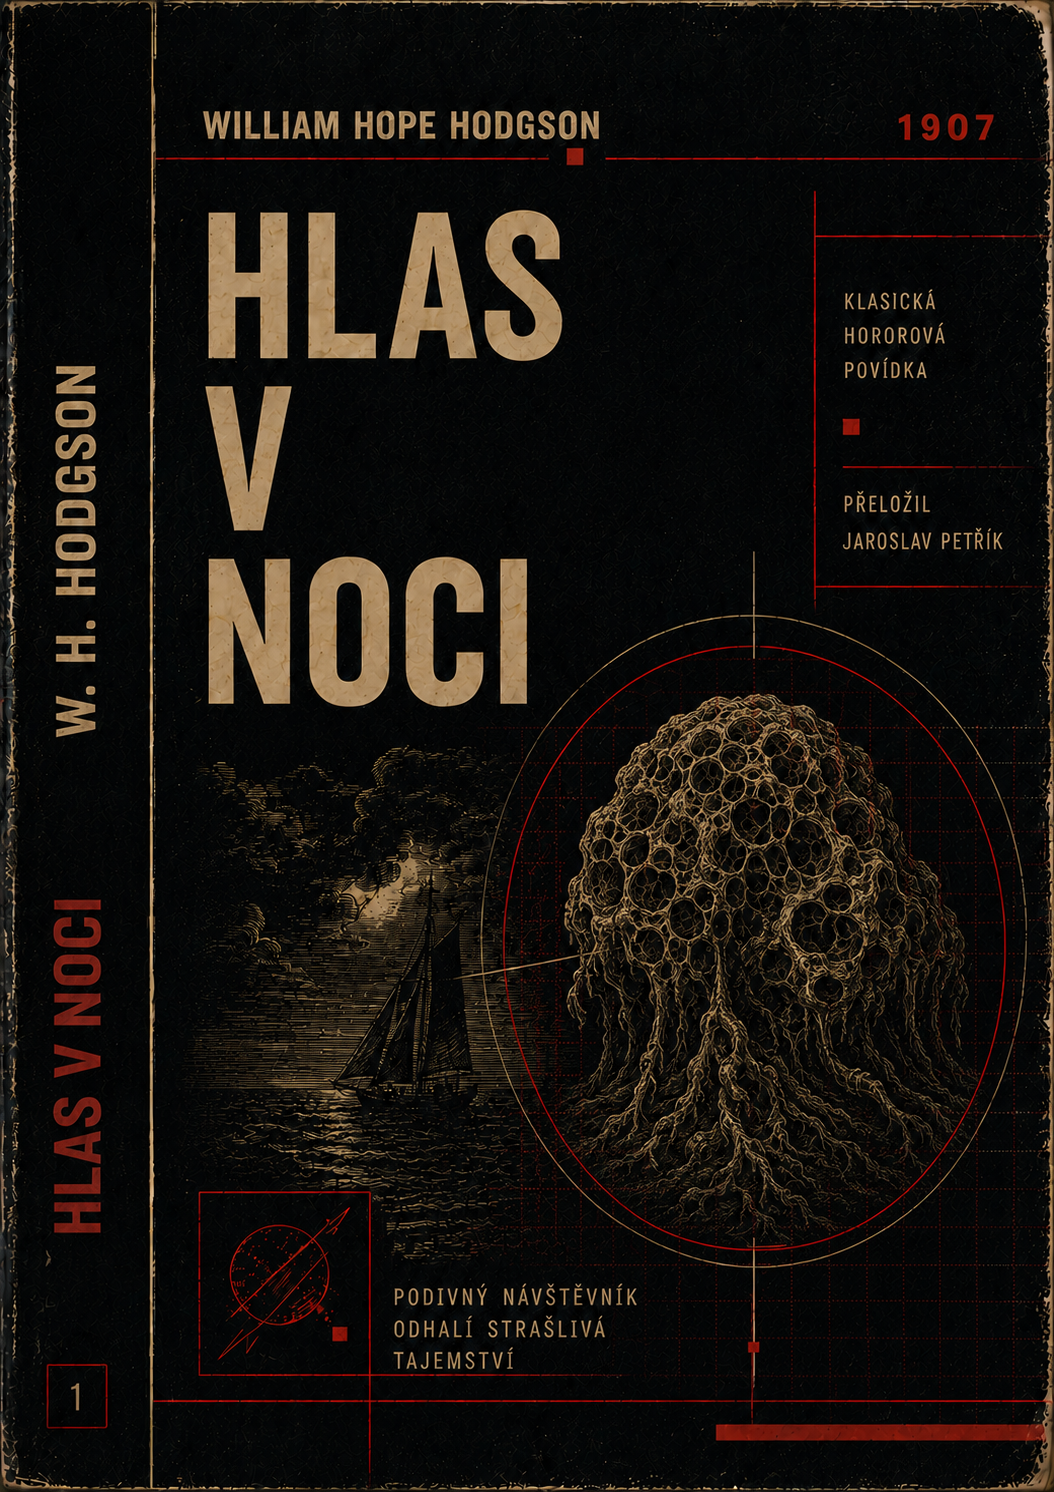 WILLIAM HOPE HODGSON
1907
HLAS
V
NOCI
KLASICKÁ
HOROROVÁ
POVÍDKA
PŘELOŽIL
JAROSLAV PETŘÍK
PODIVNÝ NÁVŠTĚVNÍK
ODHALÍ STRAŠLIVÁ
TAJEMSTVÍ
W. H. HODGSON
HLAS V NOCI
1